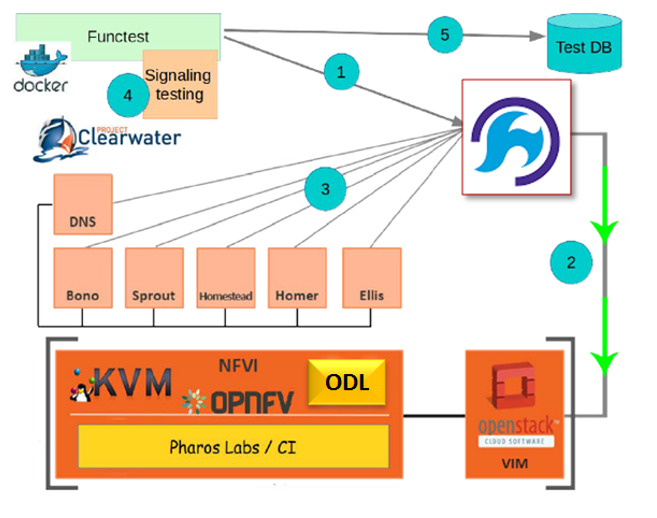 Functest
5
Test DB
docker
4
Signaling
testing
1
PROJECT
Clearwater
3
DNS
2
Bono
Sprout
Homestead
Homer
Ellis
KVM
NFVI
OPNFV
ODL
openstack
CLOUD SOFTWARE
VIM
Pharos Labs / CI